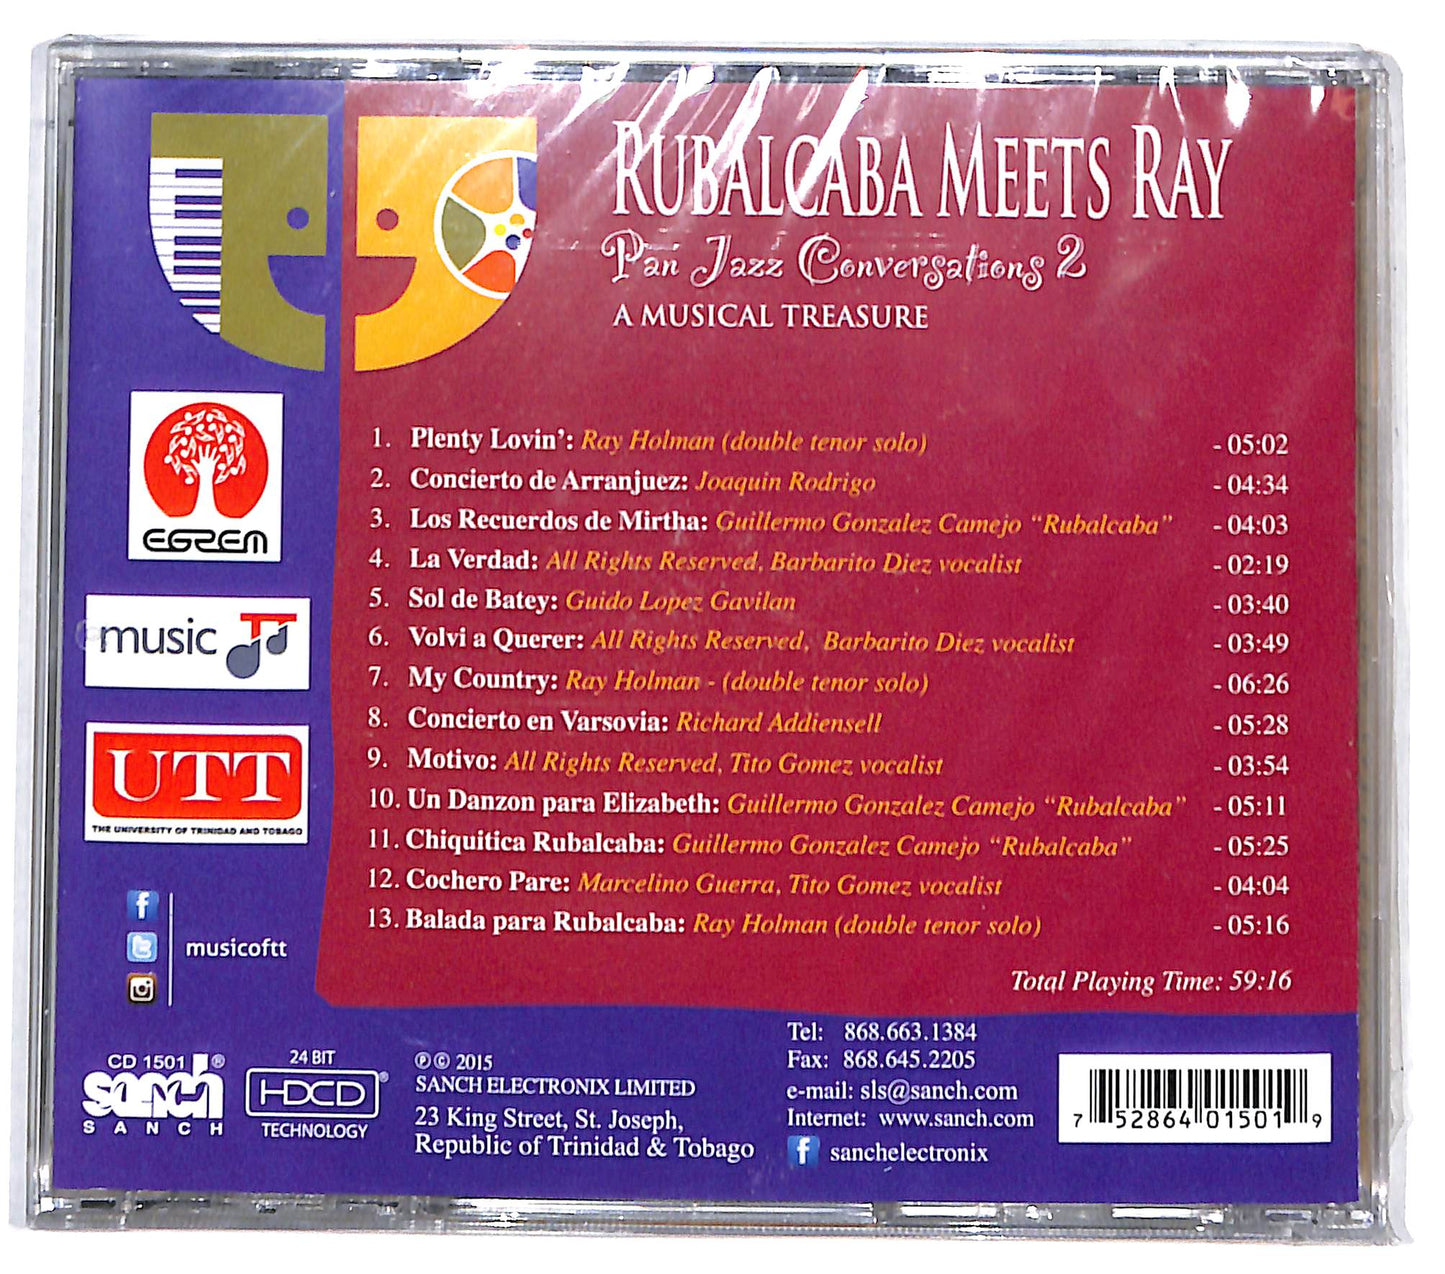 RUBALCABA MEETS RAY
Pan Jazz Conversations 2
A MUSICAL TREASURE
1. Plenty Lovin': Ray Holman (double tenor solo) - 05:02
2. Concierto de Arranjuez: Joaquin Rodrigo - 04:34
3. Los Recuerdos de Mirtha: Guillermo Gonzalez Camejo "Rubalcaba" - 04:03
4. La Verdad: All Rights Reserved, Barbarito Diez vocalist - 02:19
5. Sol de Batey: Guido Lopez Gavilan - 03:40
6. Volvi a Querer: All Rights Reserved, Barbarito Diez vocalist - 03:49
7. My Country: Ray Holman - (double tenor solo) - 06:26
8. Concierto en Varsovia: Richard Addiensell - 05:28
9. Motivo: All Rights Reserved, Tito Gomez vocalist - 03:54
10. Un Danzon para Elizabeth: Guillermo Gonzalez Camejo "Rubalcaba" - 05:11
11. Chiquitica Rubalcaba: Guillermo Gonzalez Camejo "Rubalcaba" - 05:25
12. Cochero Pare: Marcelino Guerra, Tito Gomez vocalist - 04:04
13. Balada para Rubalcaba: Ray Holman (double tenor solo) - 05:16
Total Playing Time: 59:16
EGREM
music TT
UTT
THE UNIVERSITY OF TRINIDAD AND TOBAGO
f
musicoftt
CD 1501 ®
sanch
SANCH
24 BIT
HDCD®
TECHNOLOGY
℗ © 2015
SANCH ELECTRONIX LIMITED
23 King Street, St. Joseph,
Republic of Trinidad & Tobago
Tel: 868.663.1384
Fax: 868.645.2205
e-mail: sls@sanch.com
Internet: www.sanch.com
f sanchelectronix
7 52864 01501 9